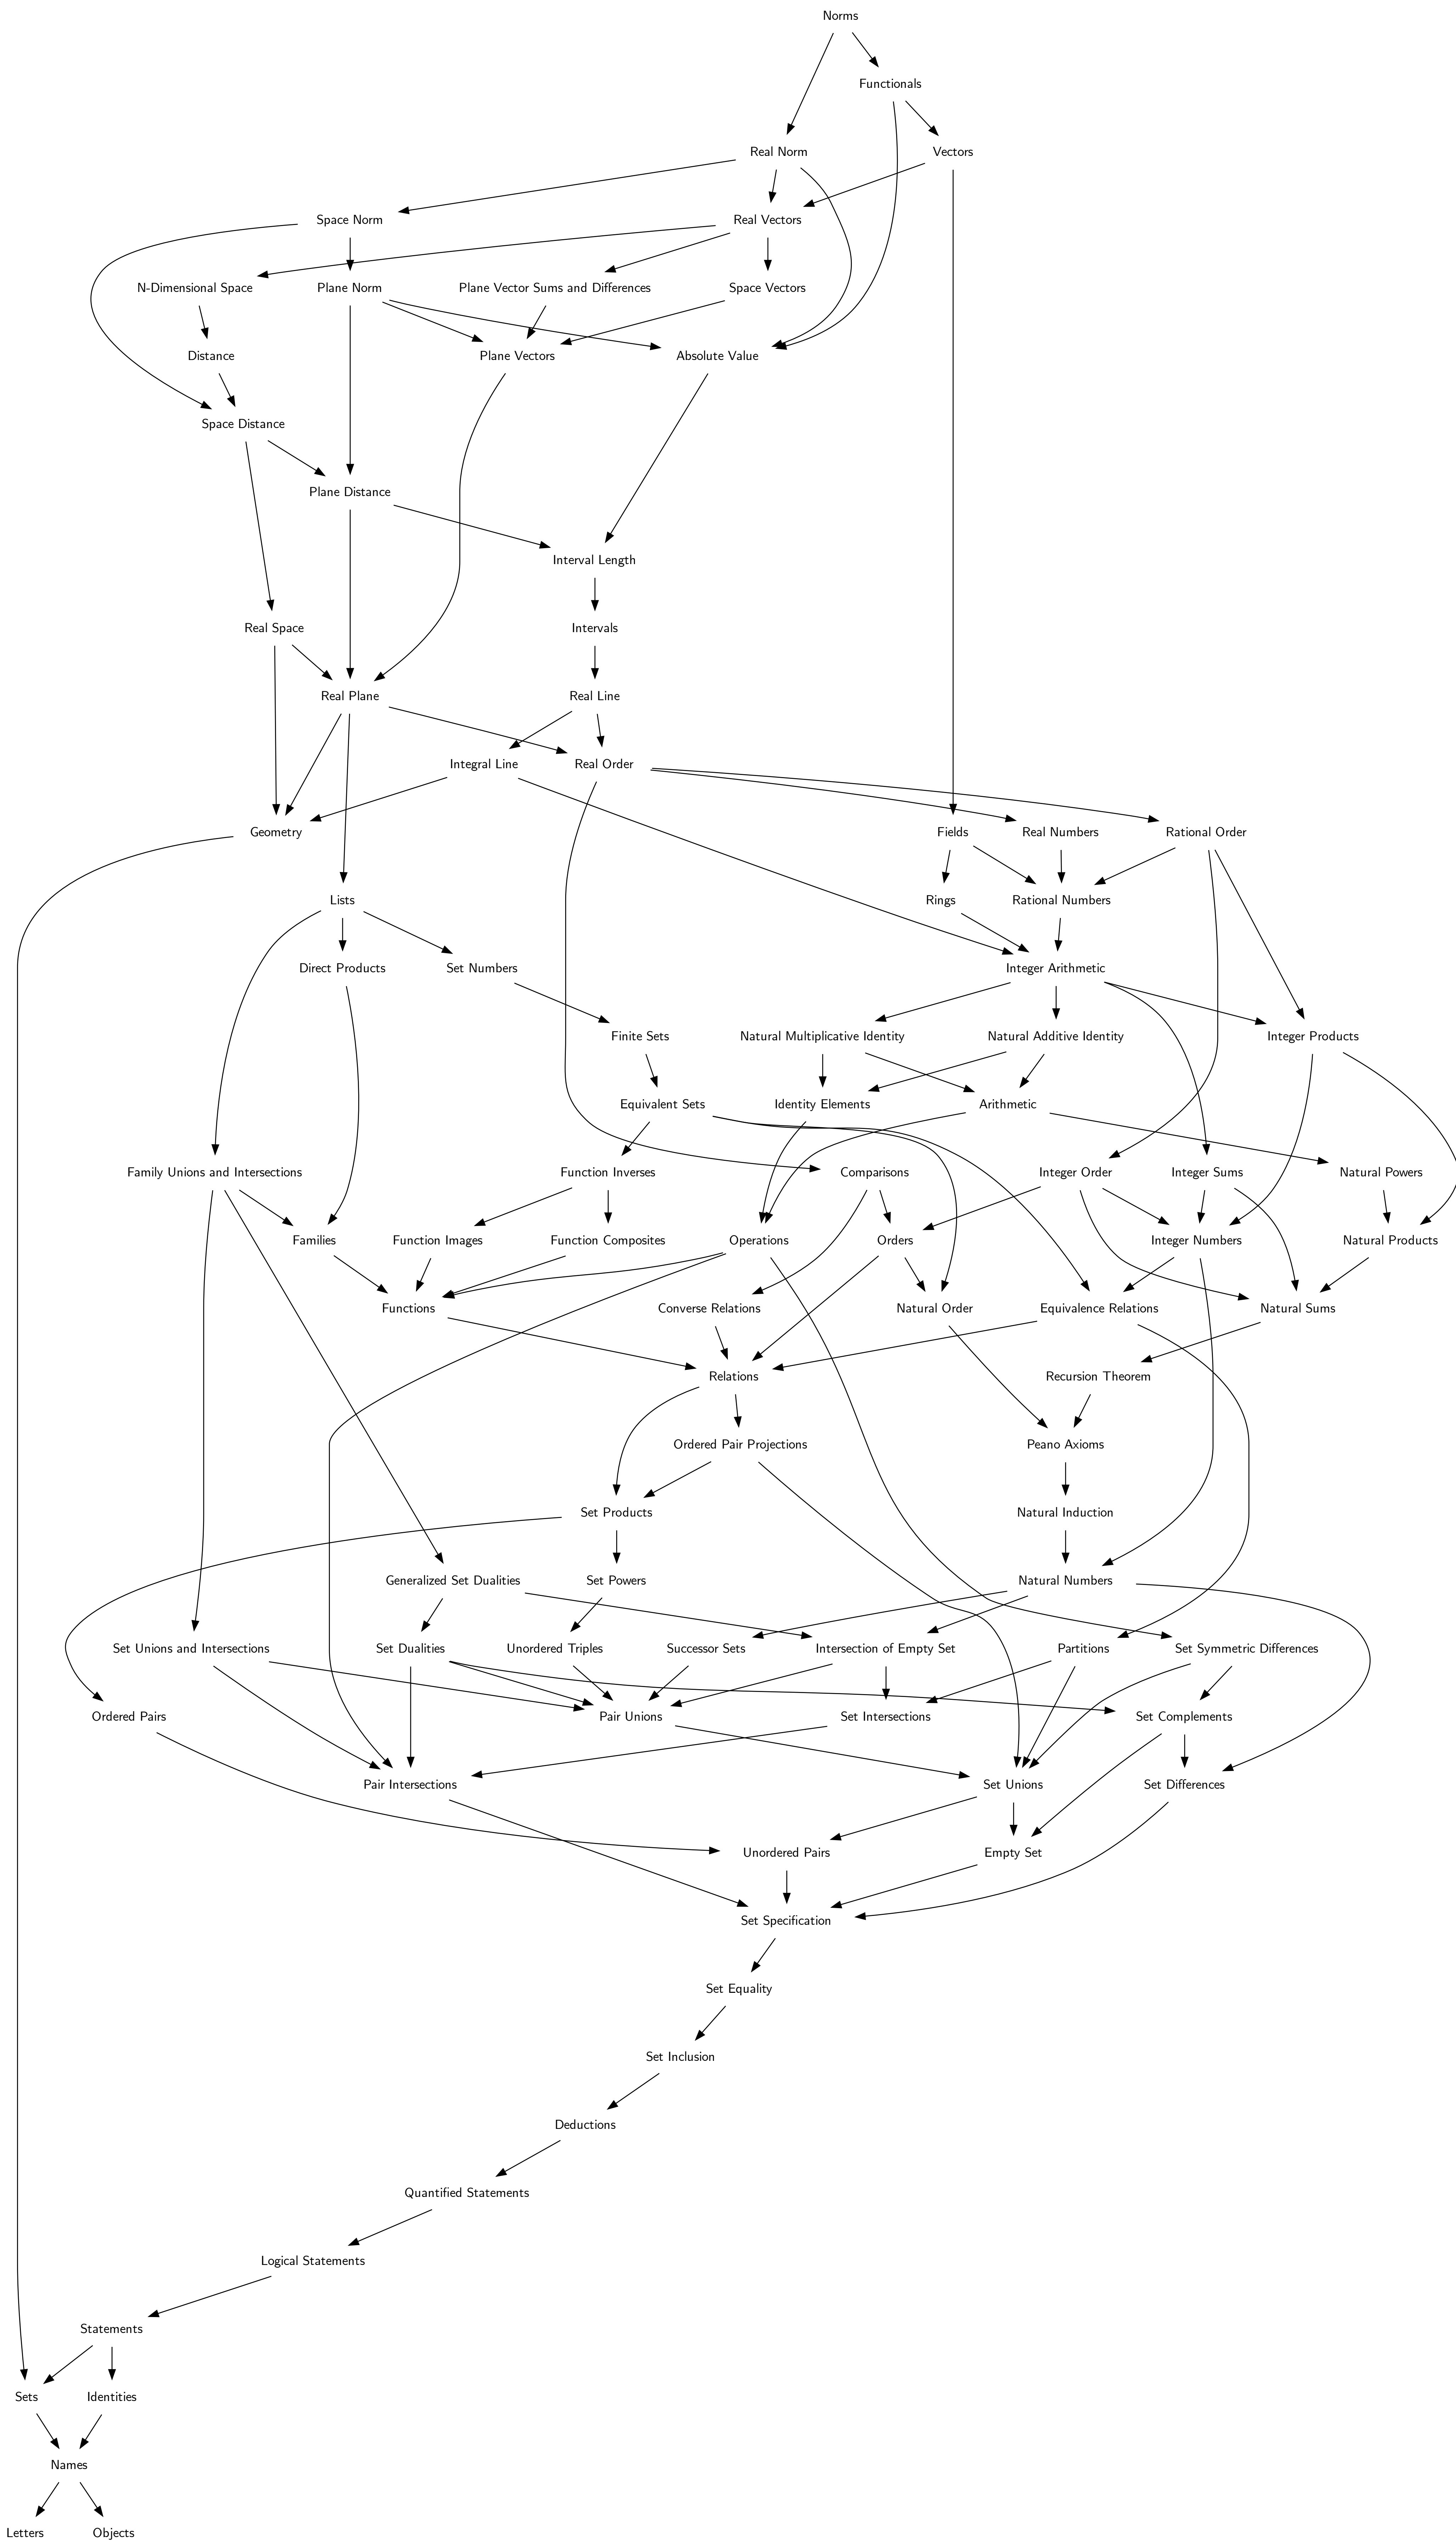 Norms
Functionals
Real Norm
Vectors
Space Norm
Real Vectors
N-Dimensional Space
Plane Norm
Plane Vector Sums and Differences
Space Vectors
Distance
Plane Vectors
Absolute Value
Space Distance
Plane Distance
Interval Length
Real Space
Intervals
Real Plane
Real Line
Integral Line
Real Order
Geometry
Fields
Real Numbers
Rational Order
Lists
Rings
Rational Numbers
Direct Products
Set Numbers
Integer Arithmetic
Finite Sets
Natural Multiplicative Identity
Natural Additive Identity
Integer Products
Equivalent Sets
Identity Elements
Arithmetic
Family Unions and Intersections
Function Inverses
Comparisons
Integer Order
Integer Sums
Natural Powers
Families
Function Images
Function Composites
Operations
Orders
Integer Numbers
Natural Products
Functions
Converse Relations
Natural Order
Equivalence Relations
Natural Sums
Relations
Recursion Theorem
Ordered Pair Projections
Peano Axioms
Set Products
Natural Induction
Generalized Set Dualities
Set Powers
Natural Numbers
Set Unions and Intersections
Set Dualities
Unordered Triples
Successor Sets
Intersection of Empty Set
Partitions
Set Symmetric Differences
Ordered Pairs
Pair Unions
Set Intersections
Set Complements
Pair Intersections
Set Unions
Set Differences
Unordered Pairs
Empty Set
Set Specification
Set Equality
Set Inclusion
Deductions
Quantified Statements
Logical Statements
Statements
Sets
Identities
Names
Letters
Objects